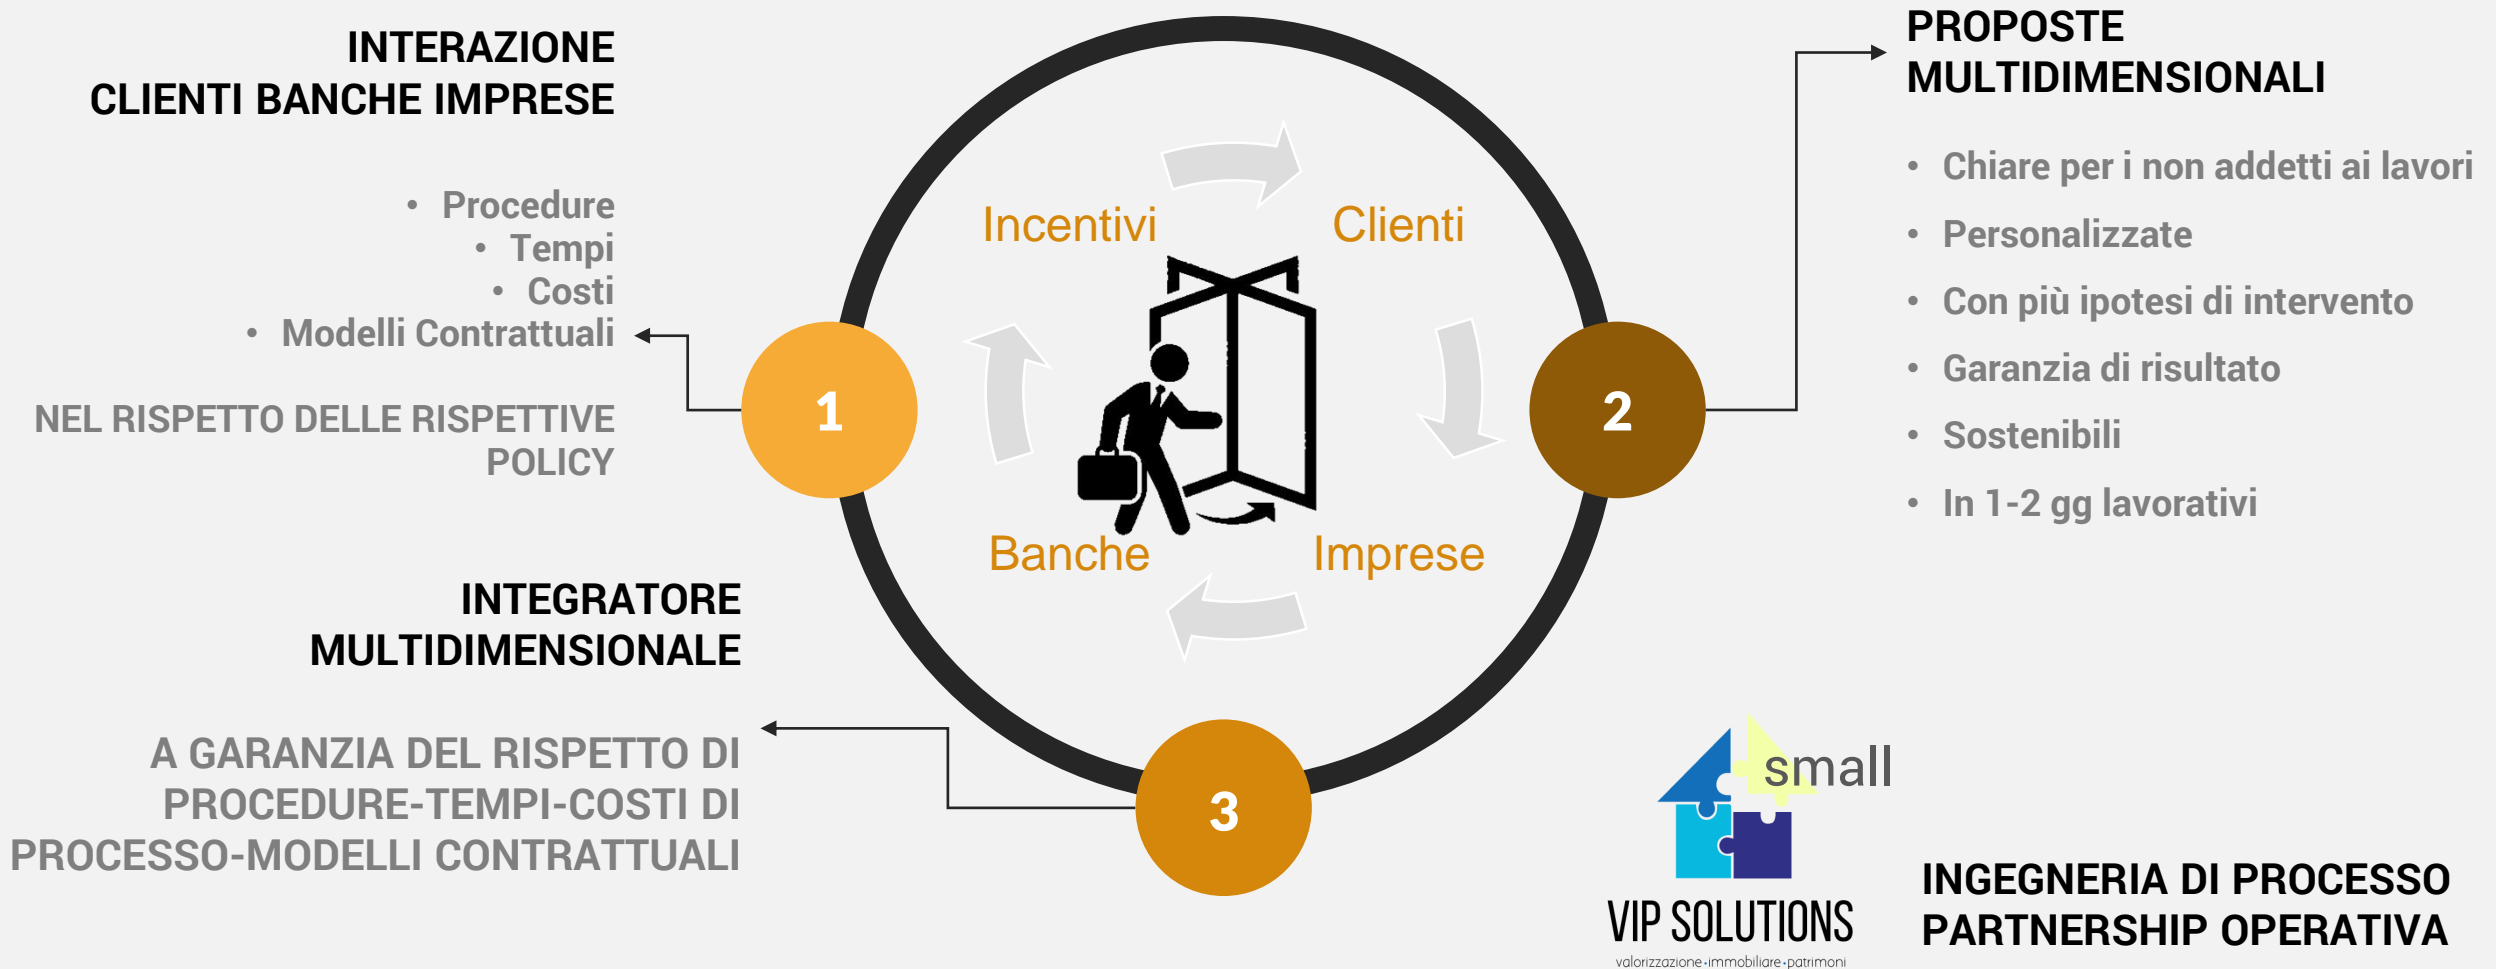 INTERAZIONE
CLIENTI BANCHE IMPRESE
• Procedure
• Tempi
• Costi
• Modelli Contrattuali
NEL RISPETTO DELLE RISPETTIVE
POLICY
INTEGRATORE
MULTIDIMENSIONALE
A GARANZIA DEL RISPETTO DI
PROCEDURE-TEMPI-COSTI DI
PROCESSO-MODELLI CONTRATTUALI
Incentivi
Clienti
1
2
Banche
Imprese
3
PROPOSTE
MULTIDIMENSIONALI
• Chiare per i non addetti ai lavori
• Personalizzate
• Con più ipotesi di intervento
• Garanzia di risultato
• Sostenibili
• In 1-2 gg lavorativi
small
VIP SOLUTIONS
valorizzazione•immobiliare•patrimoni
INGEGNERIA DI PROCESSO
PARTNERSHIP OPERATIVA